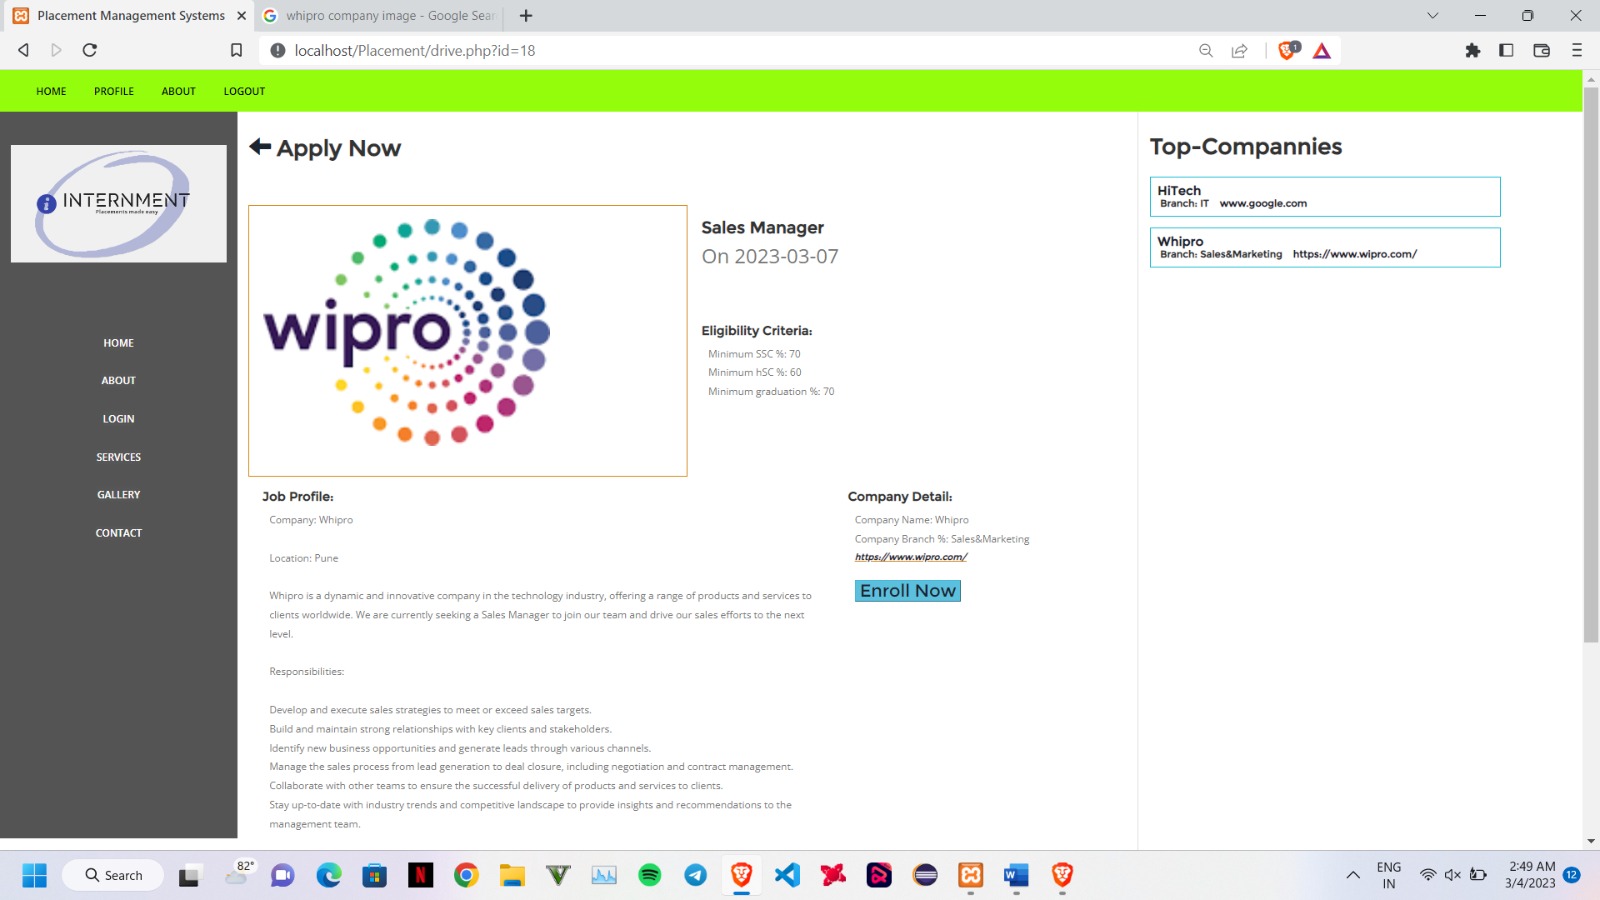 Placement Management Systems
whipro company image - Google Sear
localhost/Placement/drive.php?id=18
1
HOME PROFILE ABOUT LOGOUT
i INTERNMENT
Placements made easy
HOME
ABOUT
LOGIN
SERVICES
GALLERY
CONTACT
Apply Now
wipro
Sales Manager
On 2023-03-07
Eligibility Criteria:
Minimum SSC %: 70
Minimum hSC %: 60
Minimum graduation %: 70
Job Profile:
Company: Whipro
Location: Pune
Whipro is a dynamic and innovative company in the technology industry, offering a range of products and services to
clients worldwide. We are currently seeking a Sales Manager to join our team and drive our sales efforts to the next
level.
Responsibilities:
Develop and execute sales strategies to meet or exceed sales targets.
Build and maintain strong relationships with key clients and stakeholders.
Identify new business opportunities and generate leads through various channels.
Manage the sales process from lead generation to deal closure, including negotiation and contract management.
Collaborate with other teams to ensure the successful delivery of products and services to clients.
Stay up-to-date with industry trends and competitive landscape to provide insights and recommendations to the
management team.
Company Detail:
Company Name: Whipro
Company Branch %: Sales&Marketing
https://www.wipro.com/
Enroll Now
Top-Compannies
HiTech
Branch: IT www.google.com
Whipro
Branch: Sales&Marketing https://www.wipro.com/
Search
82°
N
V
W
ENG
IN
2:49 AM
3/4/2023
12